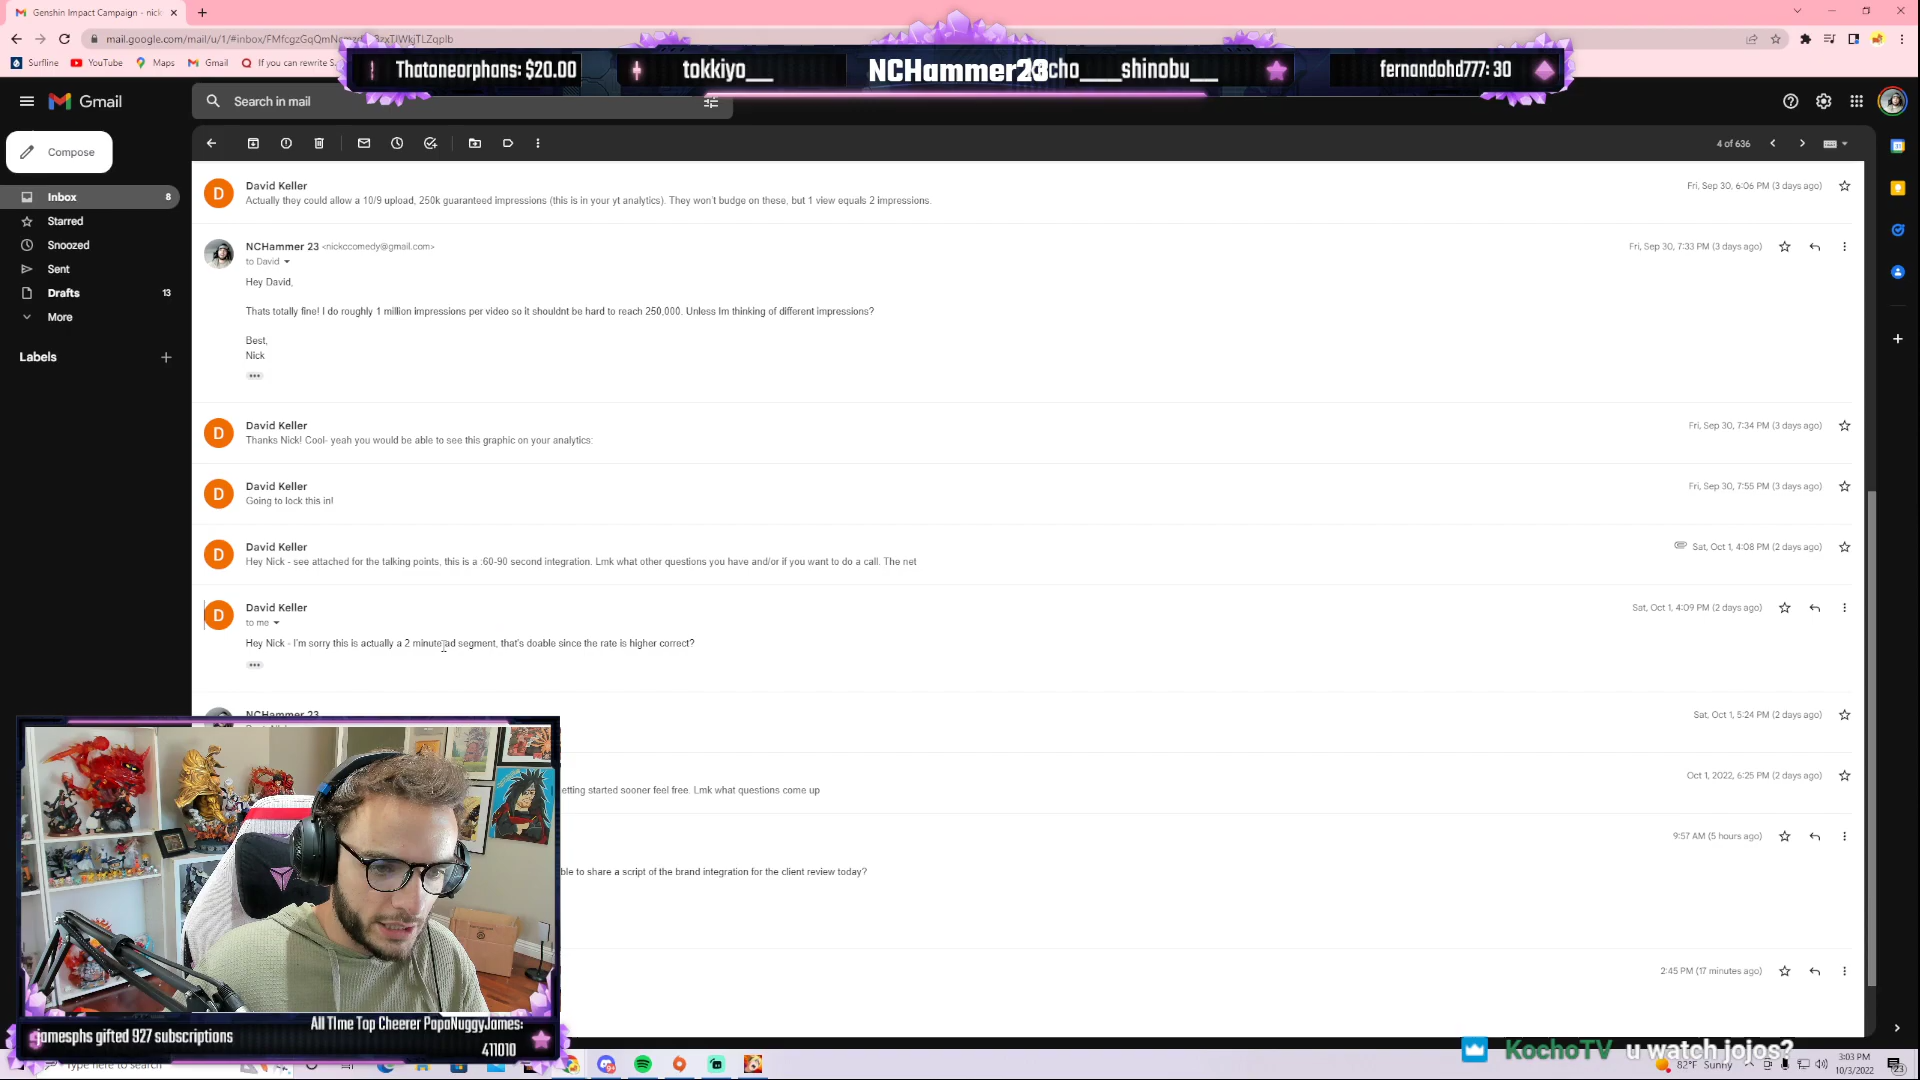 Genshin Impact Campaign - nick
mail.google.com/mail/u/1/#inbox/
Surfline YouTube Maps Gmail If you can rewrite S
Thatoneorphans: $20.00
tokkiyo__
NCHammer23
shinobu__
fernandohd777: 30
Gmail
Search in mail
Compose
4 of 636
Inbox 8
Starred
Snoozed
Sent
Drafts 13
More
Labels
David Keller
Fri, Sep 30, 6:06 PM (3 days ago)
Actually they could allow a 10/9 upload, 250k guaranteed impressions (this is in your yt analytics). They won't budge on these, but 1 view equals 2 impressions.
NCHammer 23 <nickccomedy@gmail.com>
Fri, Sep 30, 7:33 PM (3 days ago)
to David
Hey David,
Thats totally fine! I do roughly 1 million impressions per video so it shouldnt be hard to reach 250,000. Unless Im thinking of different impressions?
Best,
Nick
David Keller
Fri, Sep 30, 7:34 PM (3 days ago)
Thanks Nick! Cool- yeah you would be able to see this graphic on your analytics:
David Keller
Fri, Sep 30, 7:55 PM (3 days ago)
Going to lock this in!
David Keller
Sat, Oct 1, 4:08 PM (2 days ago)
Hey Nick - see attached for the talking points, this is a :60-90 second integration. Lmk what other questions you have and/or if you want to do a call. The net
David Keller
Sat, Oct 1, 4:09 PM (2 days ago)
to me
Hey Nick - I'm sorry this is actually a 2 minute ad segment, that's doable since the rate is higher correct?
NCHammer 23
Sat, Oct 1, 5:24 PM (2 days ago)
Oct 1, 2022, 6:25 PM (2 days ago)
etting started sooner feel free. Lmk what questions come up
9:57 AM (5 hours ago)
ble to share a script of the brand integration for the client review today?
2:45 PM (17 minutes ago)
jamesphs gifted 927 subscriptions
All TIme Top Cheerer PapaNuggyJames:
411010
KochoTV u watch jojos?
Type here to search
82°F Sunny
3:03 PM
10/3/2022
23